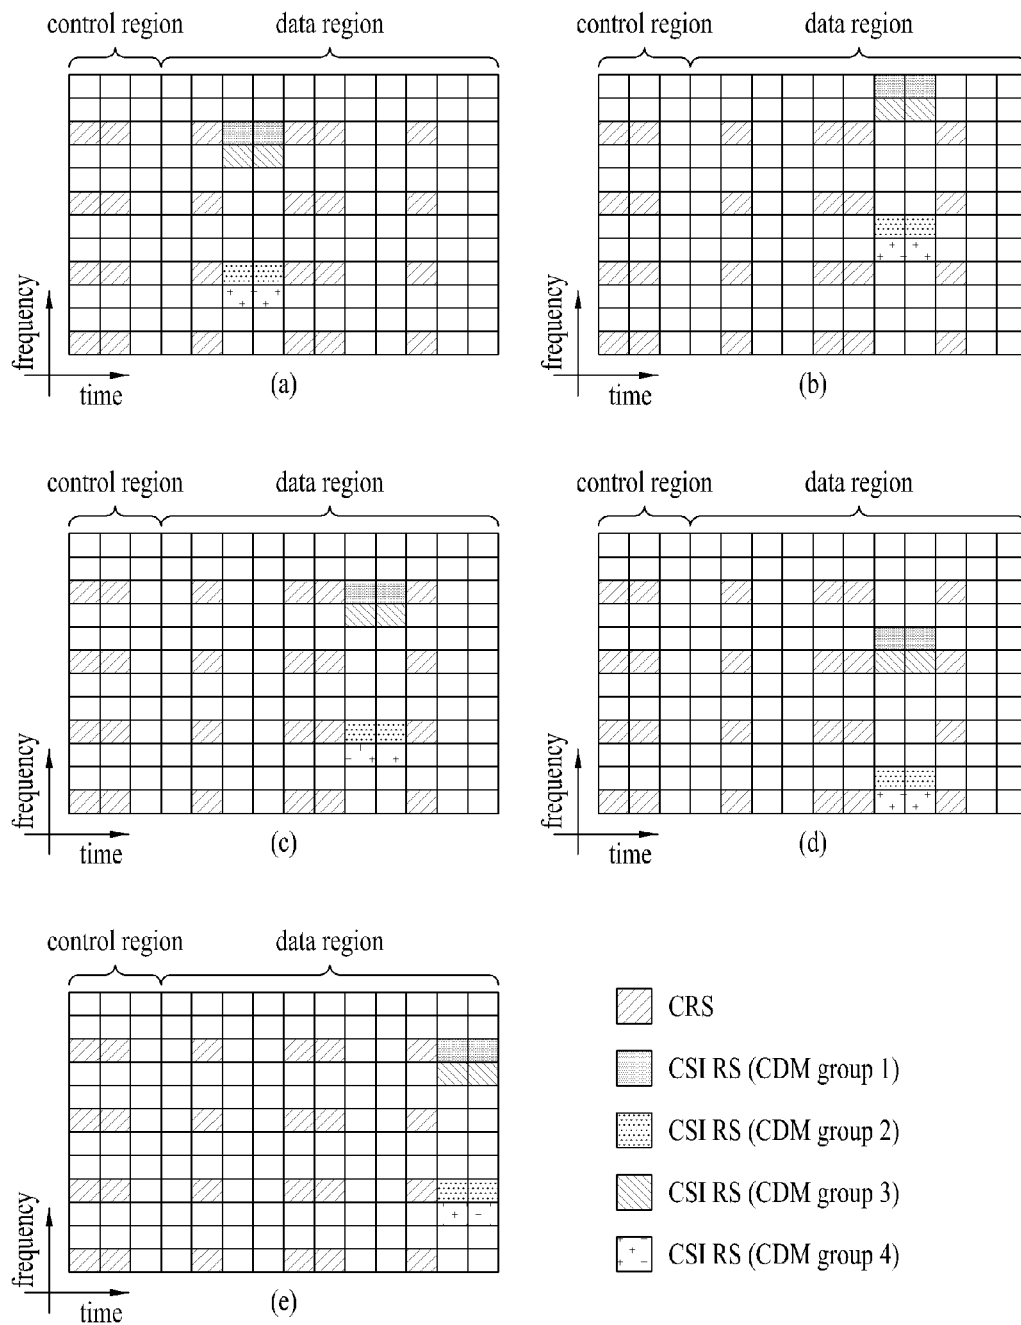 control region data region
control region data region
frequency
time
(a)
frequency
time
(b)
control region data region
control region data region
frequency
time
(c)
frequency
time
(d)
control region data region
frequency
time
(e)
CRS
CSI RS (CDM group 1)
CSI RS (CDM group 2)
CSI RS (CDM group 3)
CSI RS (CDM group 4)